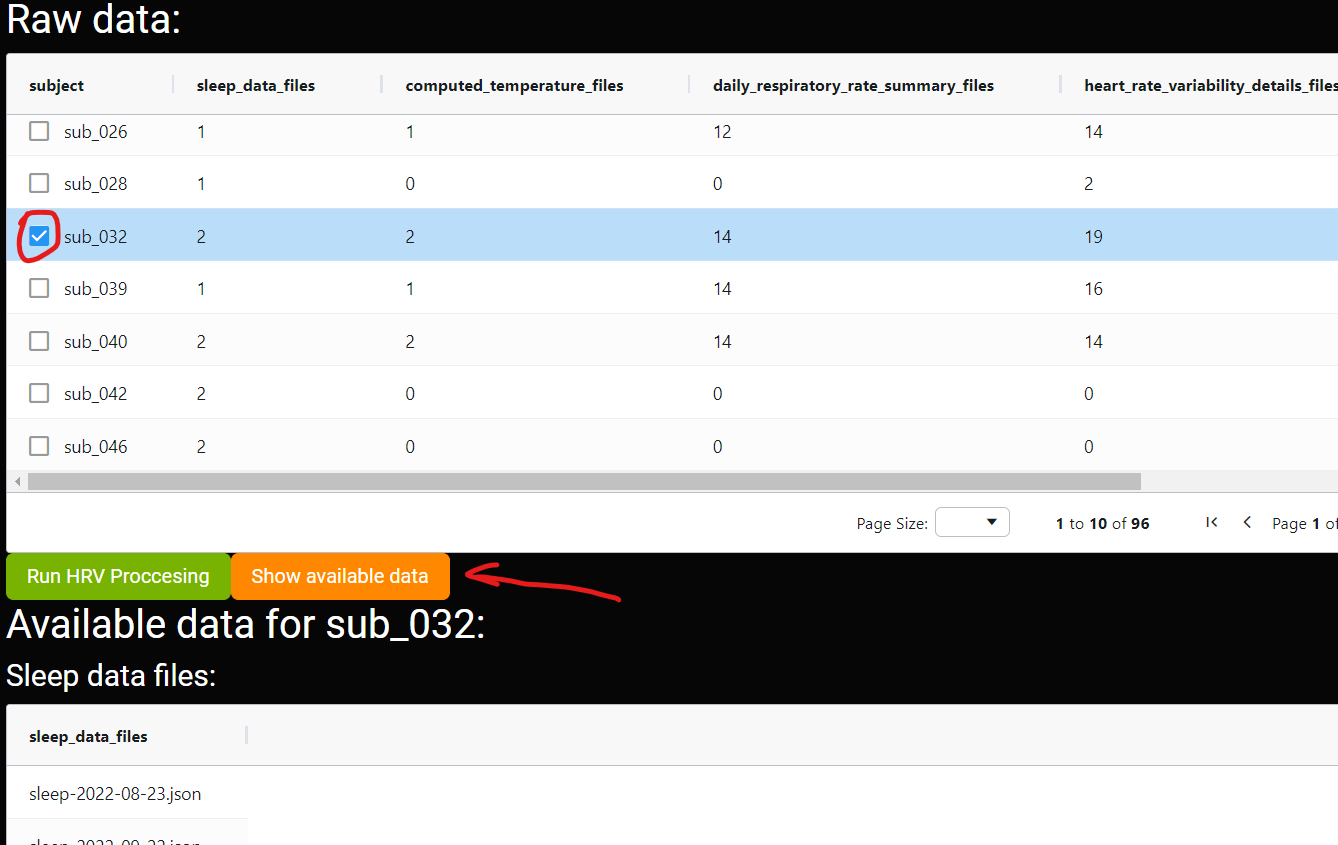 Raw data:
subject sleep_data_files computed_temperature_files daily_respiratory_rate_summary_files heart_rate_variability_details_files
sub_026 1 1 12 14
sub_028 1 0 0 2
sub_032 2 2 14 19
sub_039 1 1 14 16
sub_040 2 2 14 14
sub_042 2 0 0 0
sub_046 2 0 0 0
Page Size: 1 to 10 of 96 Page 1 of
Run HRV Proccesing Show available data
Available data for sub_032:
Sleep data files:
sleep_data_files
sleep-2022-08-23.json